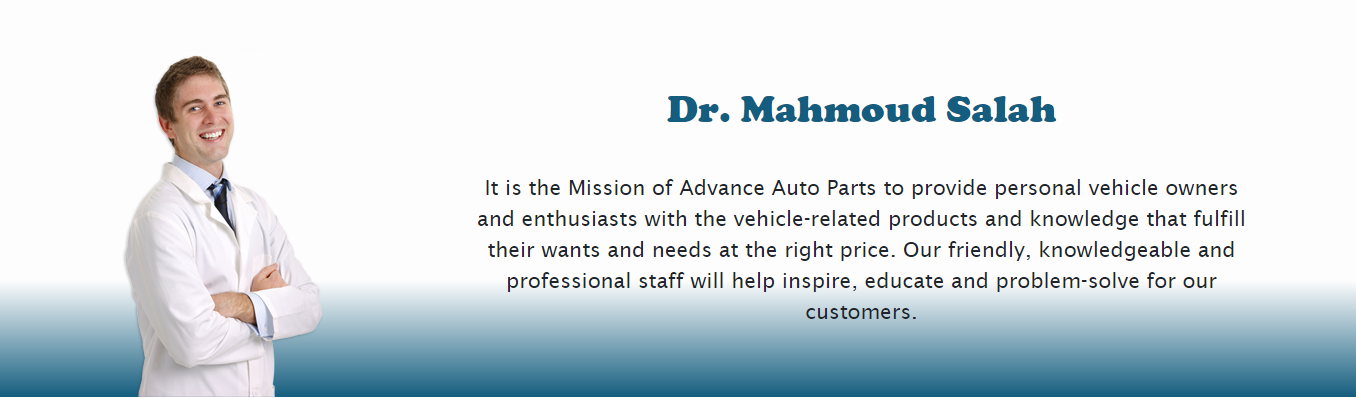 Dr. Mahmoud Salah
It is the Mission of Advance Auto Parts to provide personal vehicle owners
and enthusiasts with the vehicle-related products and knowledge that fulfill
their wants and needs at the right price. Our friendly, knowledgeable and
professional staff will help inspire, educate and problem-solve for our
customers.